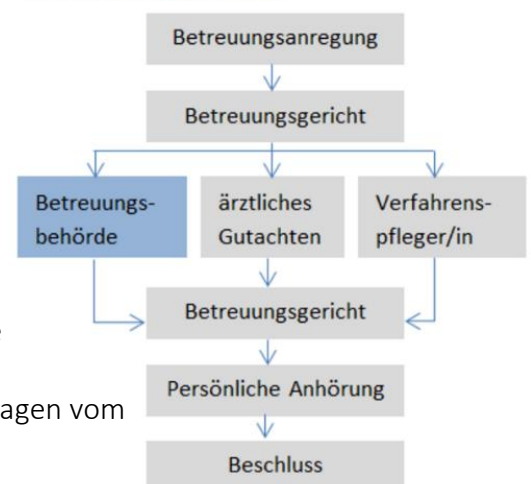 Betreuungsanregung
Betreuungsgericht
Betreuungs-
behörde
ärztliches
Gutachten
Verfahrens-
pfleger/in
Betreuungsgericht
Persönliche Anhörung
agen vom
Beschluss